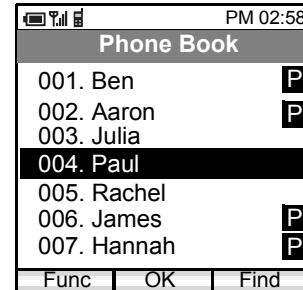 PM 02:58
Phone Book
001. Ben P
002. Aaron P
003. Julia
004. Paul
005. Rachel
006. James P
007. Hannah P
Func OK Find